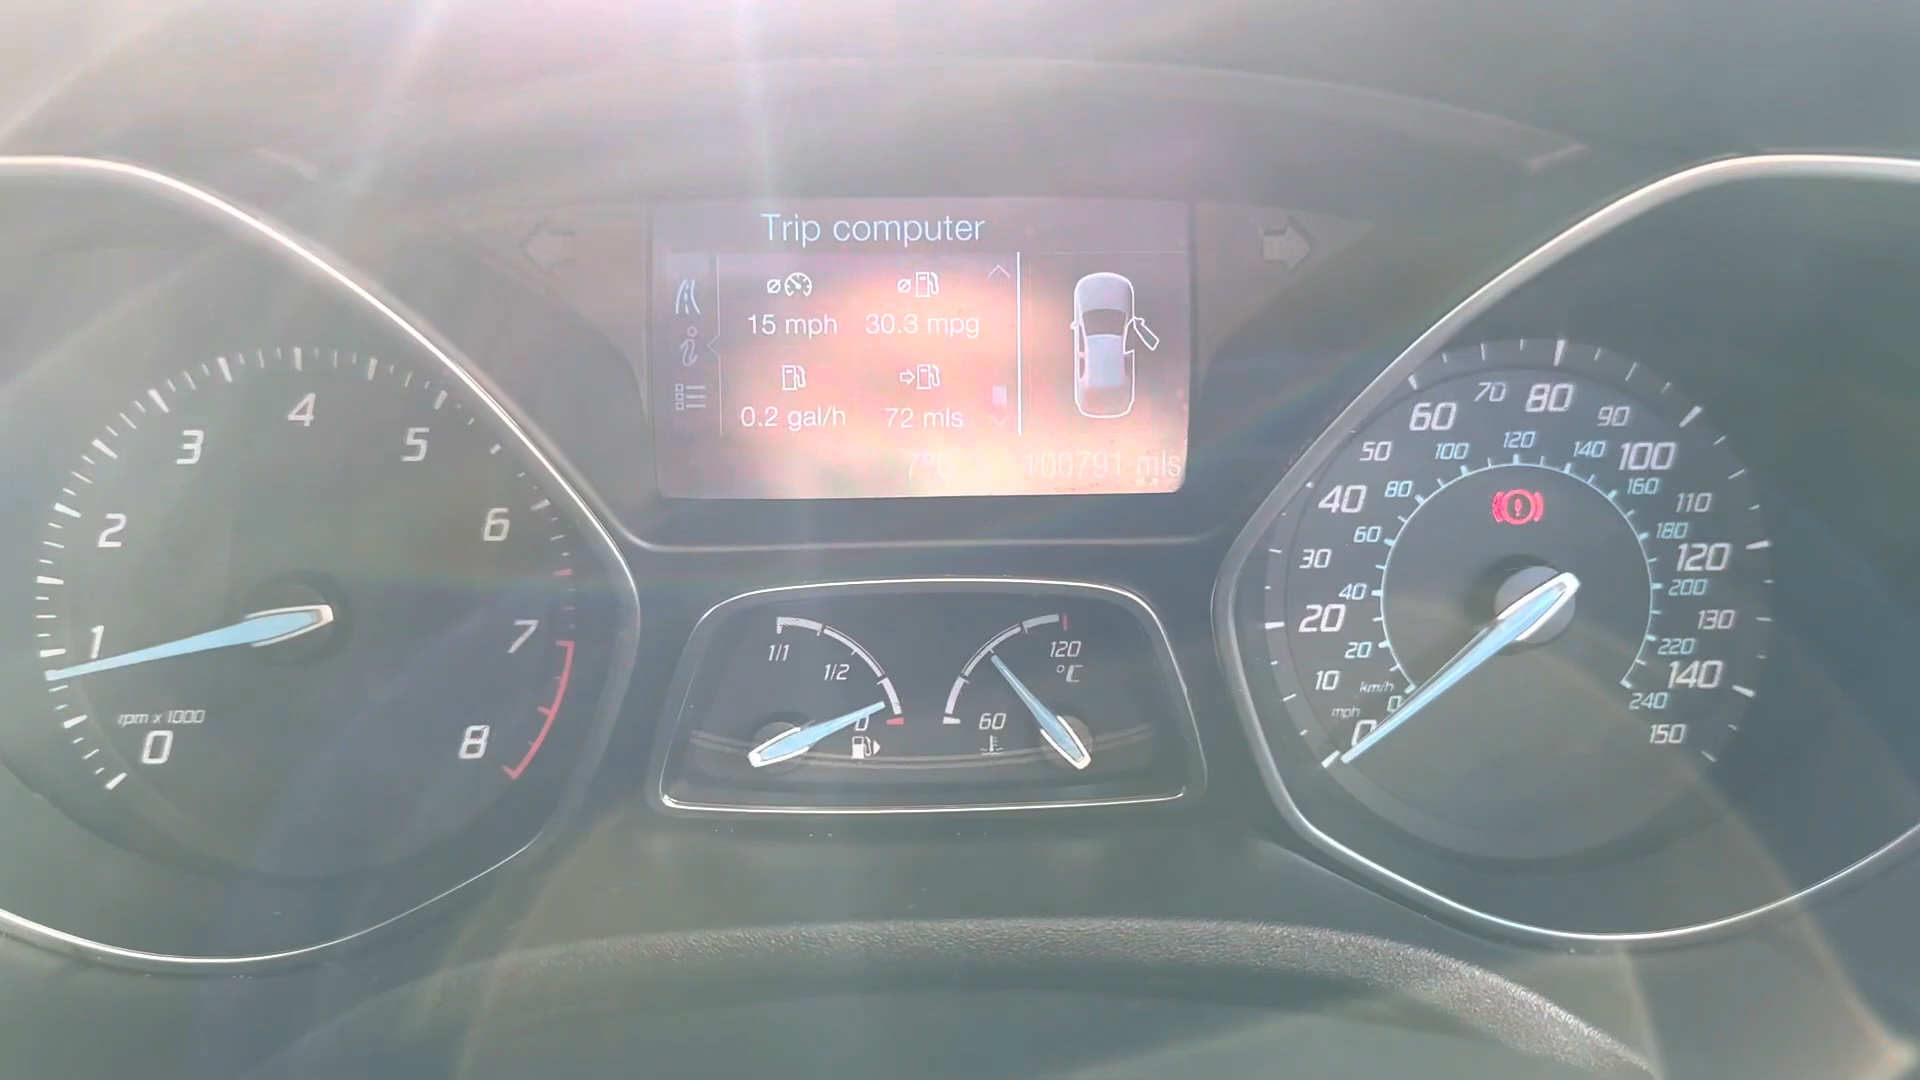 Trip computer
15 mph 30.3 mpg
0.2 gal/h 72 mls
7°C 100791 mls
0 1 2 3 4 5 6 7 8
rpm x 1000
1/1 1/2 0
60 120
°C
0 10 20 30 40 50 60 70 80 90 100 110 120 130 140 150
mph
0 20 40 60 80 100 120 140 160 180 200 220 240
km/h